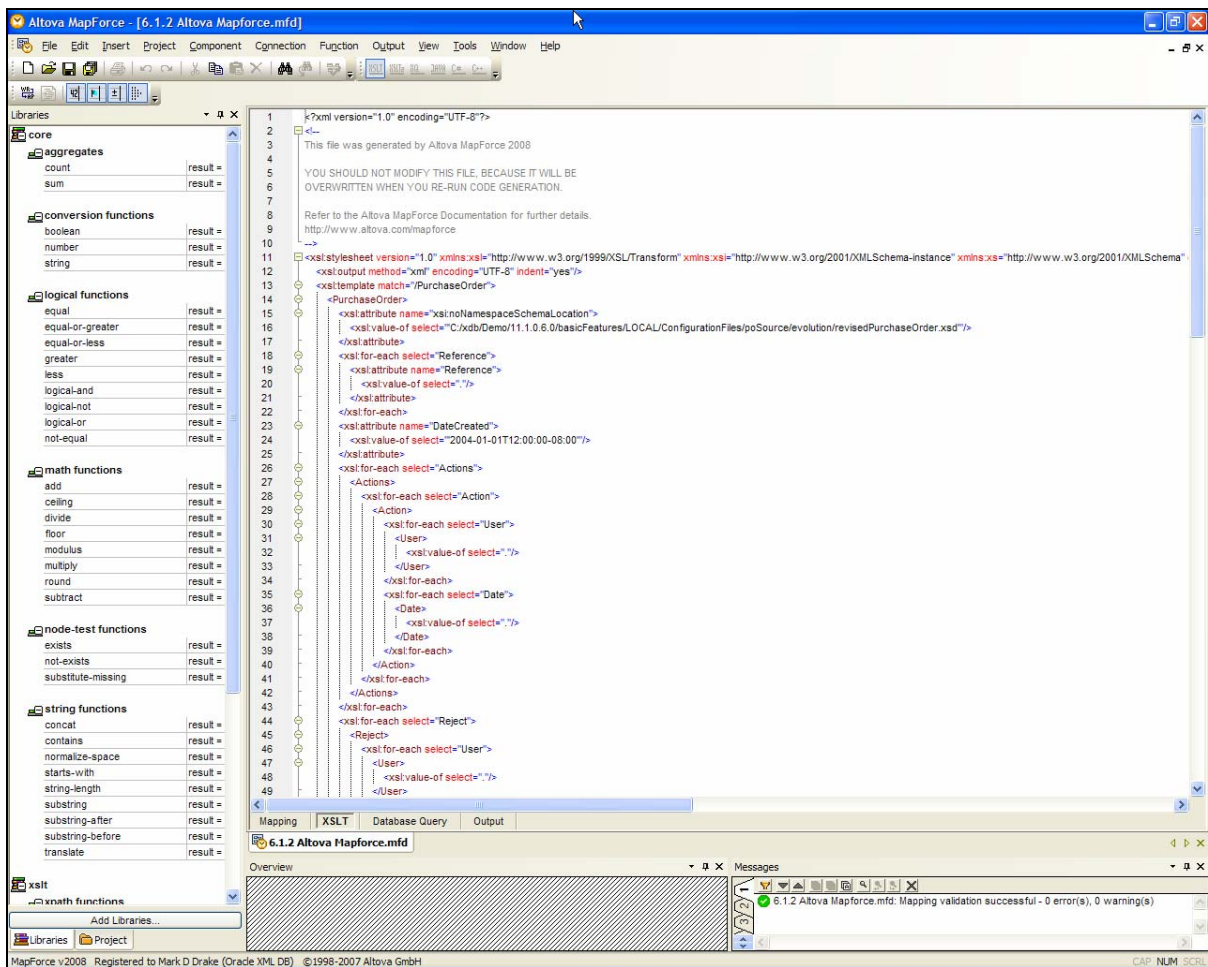 Altova MapForce - [6.1.2 Altova Mapforce.mfd]
File Edit Insert Project Component Connection Function Output View Tools Window Help
XSLT XSLT2 XQ JAVA C# C++
Libraries
core
aggregates
count result =
sum result =
conversion functions
boolean result =
number result =
string result =
logical functions
equal result =
equal-or-greater result =
equal-or-less result =
greater result =
less result =
logical-and result =
logical-not result =
logical-or result =
not-equal result =
math functions
add result =
ceiling result =
divide result =
floor result =
modulus result =
multiply result =
round result =
subtract result =
node-test functions
exists result =
not-exists result =
substitute-missing result =
string functions
concat result =
contains result =
normalize-space result =
starts-with result =
string-length result =
substring result =
substring-after result =
substring-before result =
translate result =
xslt
xpath functions
Add Libraries...
Libraries Project
1 <?xml version="1.0" encoding="UTF-8"?>
2 <!--
3 This file was generated by Altova MapForce 2008
4
5 YOU SHOULD NOT MODIFY THIS FILE, BECAUSE IT WILL BE
6 OVERWRITTEN WHEN YOU RE-RUN CODE GENERATION.
7
8 Refer to the Altova MapForce Documentation for further details.
9 http://www.altova.com/mapforce
10 -->
11 <xsl:stylesheet version="1.0" xmlns:xsl="http://www.w3.org/1999/XSL/Transform" xmlns:xsi="http://www.w3.org/2001/XMLSchema-instance" xmlns:xs="http://www.w3.org/2001/XMLSchema"
12 <xsl:output method="xml" encoding="UTF-8" indent="yes"/>
13 <xsl:template match="/PurchaseOrder">
14 <PurchaseOrder>
15 <xsl:attribute name="xsi:noNamespaceSchemaLocation">
16 <xsl:value-of select="'C:/xdb/Demo/11.1.0.6.0/basicFeatures/LOCAL/ConfigurationFiles/poSource/evolution/revisedPurchaseOrder.xsd'"/>
17 </xsl:attribute>
18 <xsl:for-each select="Reference">
19 <xsl:attribute name="Reference">
20 <xsl:value-of select="."/>
21 </xsl:attribute>
22 </xsl:for-each>
23 <xsl:attribute name="DateCreated">
24 <xsl:value-of select="'2004-01-01T12:00:00-08:00'"/>
25 </xsl:attribute>
26 <xsl:for-each select="Actions">
27 <Actions>
28 <xsl:for-each select="Action">
29 <Action>
30 <xsl:for-each select="User">
31 <User>
32 <xsl:value-of select="."/>
33 </User>
34 </xsl:for-each>
35 <xsl:for-each select="Date">
36 <Date>
37 <xsl:value-of select="."/>
38 </Date>
39 </xsl:for-each>
40 </Action>
41 </xsl:for-each>
42 </Actions>
43 </xsl:for-each>
44 <xsl:for-each select="Reject">
45 <Reject>
46 <xsl:for-each select="User">
47 <User>
48 <xsl:value-of select="."/>
49 </User>
Mapping XSLT Database Query Output
6.1.2 Altova Mapforce.mfd
Overview
Messages
1
2
3
6.1.2 Altova Mapforce.mfd: Mapping validation successful - 0 error(s), 0 warning(s)
MapForce v2008 Registered to Mark D Drake (Oracle XML DB) ©1998-2007 Altova GmbH
CAP NUM SCRL